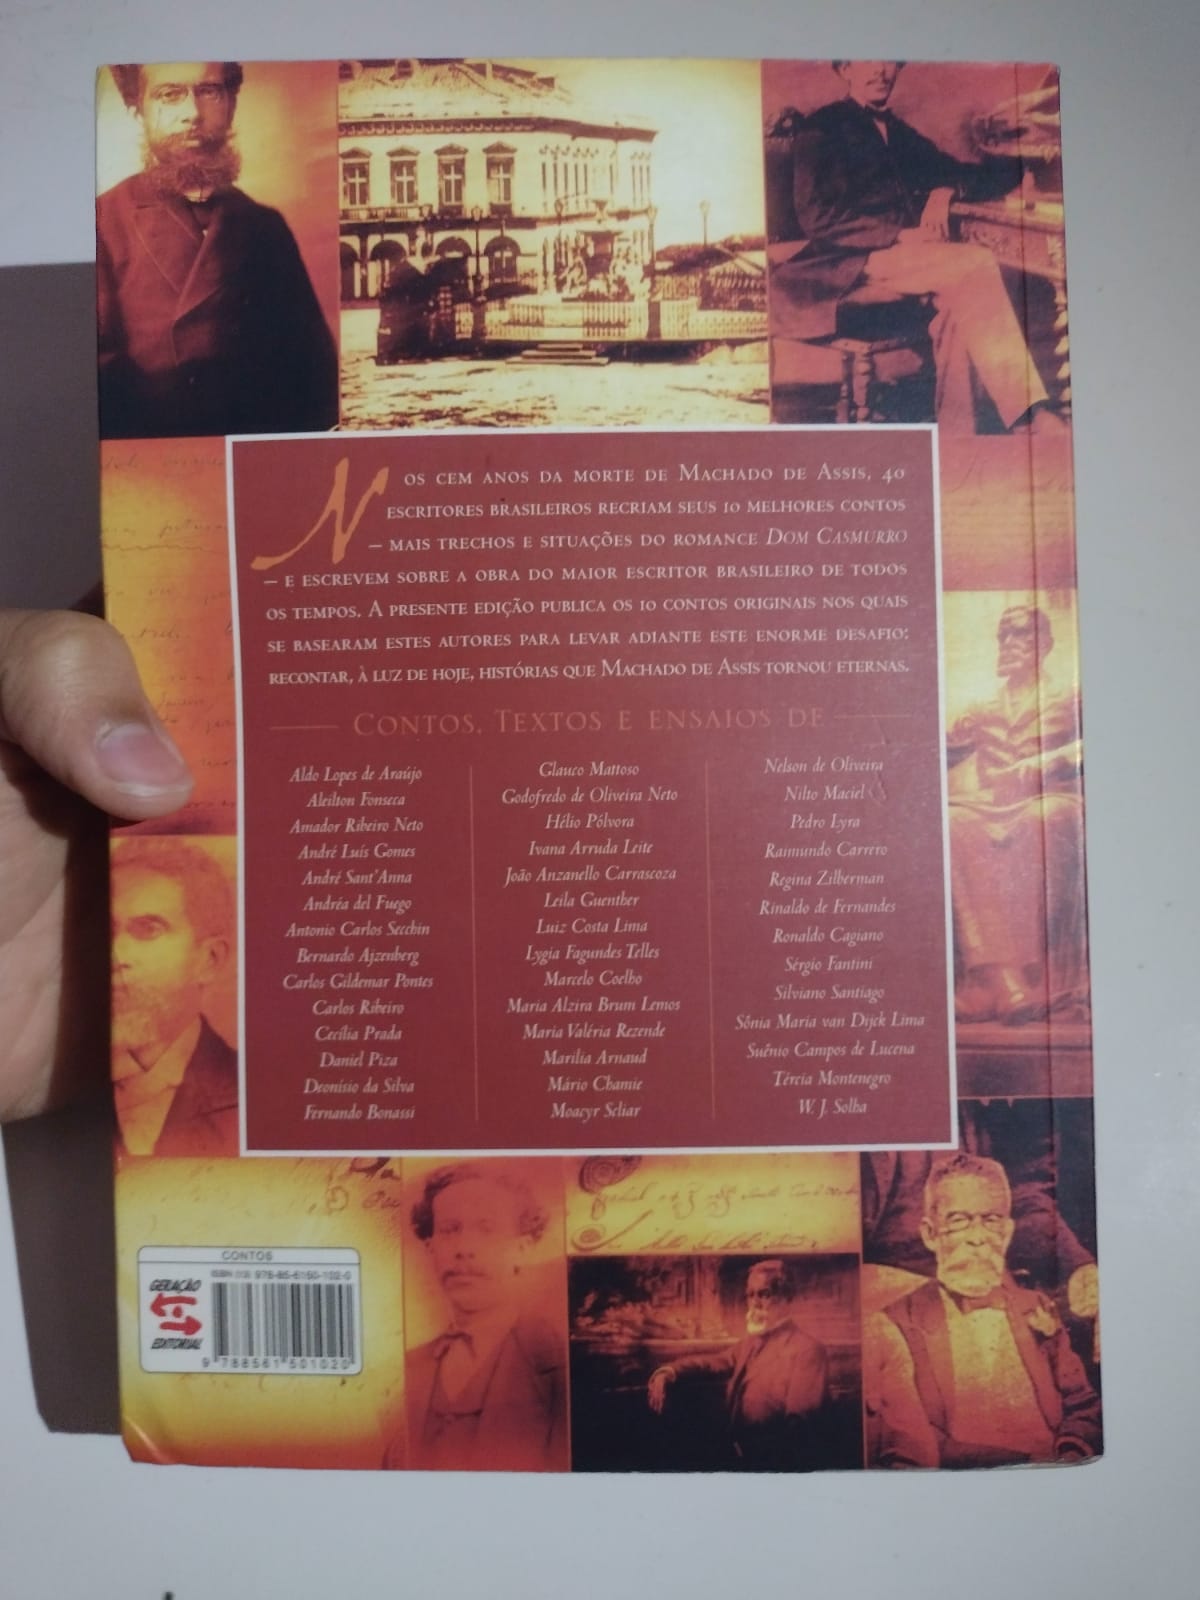 Nos cem anos da morte de Machado de Assis, 40
escritores brasileiros recriam seus 10 melhores contos
– mais trechos e situações do romance Dom Casmurro
– e escrevem sobre a obra do maior escritor brasileiro de todos
os tempos. A presente edição publica os 10 contos originais nos quais
se basearam estes autores para levar adiante este enorme desafio:
recontar, à luz de hoje, histórias que Machado de Assis tornou eternas.
Contos, Textos e Ensaios de
Aldo Lopes de Araújo
Aleilton Fonseca
Amador Ribeiro Neto
André Luís Gomes
André Sant'Anna
Andréa del Fuego
Antonio Carlos Secchin
Bernardo Ajzenberg
Carlos Gildemar Pontes
Carlos Ribeiro
Cecília Prada
Daniel Piza
Deonísio da Silva
Fernando Bonassi
Glauco Mattoso
Godofredo de Oliveira Neto
Hélio Pólvora
Ivana Arruda Leite
João Anzanello Carrascoza
Leila Guenther
Luiz Costa Lima
Lygia Fagundes Telles
Marcelo Coelho
Maria Alzira Brum Lemos
Maria Valéria Rezende
Marilia Arnaud
Mário Chamie
Moacyr Scliar
Nelson de Oliveira
Nilto Maciel
Pedro Lyra
Raimundo Carrero
Regina Zilberman
Rinaldo de Fernandes
Ronaldo Cagiano
Sérgio Fantini
Silviano Santiago
Sônia Maria van Dijck Lima
Suênio Campos de Lucena
Tércia Montenegro
W. J. Solha
CONTOS
ISBN (13) 978-85-6150-102-0
GERAÇÃO
EDITORIAL
9 788561 501020